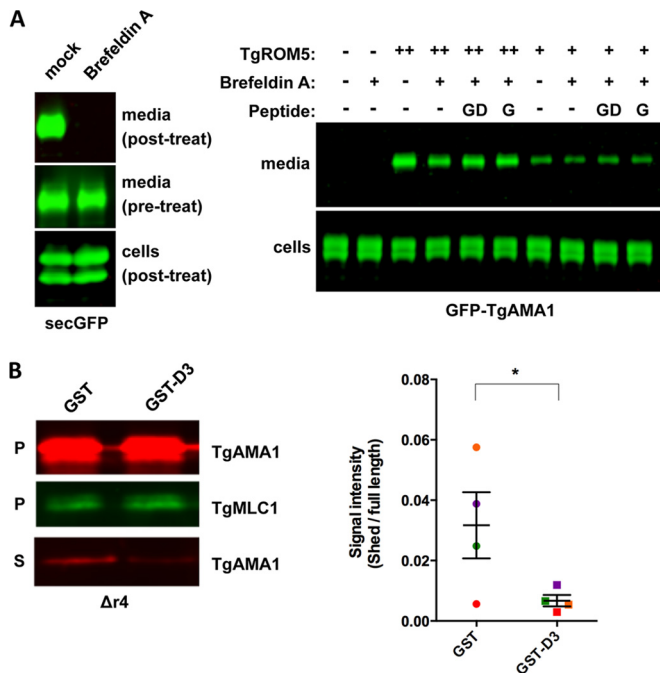 A
mock
Brefeldin A
media
(post-treat)
media
(pre-treat)
cells
(post-treat)
secGFP
TgROM5: - - ++ ++ ++ ++ + + + +
Brefeldin A: - + - + + + - + + +
Peptide: - - - - GD G - - GD G
media
cells
GFP-TgAMA1
B
GST
GST-D3
P TgAMA1
P TgMLC1
S TgAMA1
Δr4
*
Signal intensity
(Shed / full length)
0.08
0.06
0.04
0.02
0.00
GST
GST-D3